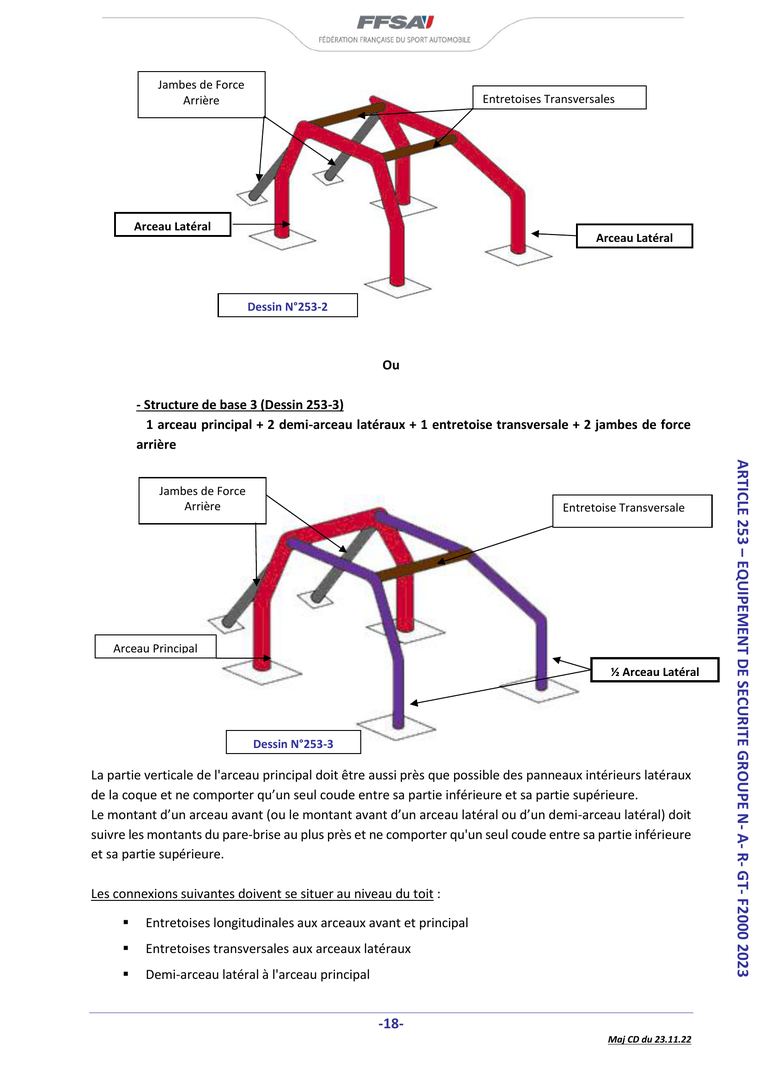 FFSA
FÉDÉRATION FRANÇAISE DU SPORT AUTOMOBILE
Jambes de Force
Arrière
Entretoises Transversales
Arceau Latéral
Arceau Latéral
Dessin N°253-2
Ou
- Structure de base 3 (Dessin 253-3)
1 arceau principal + 2 demi-arceau latéraux + 1 entretoise transversale + 2 jambes de force
arrière
Jambes de Force
Arrière
Entretoise Transversale
Arceau Principal
½ Arceau Latéral
Dessin N°253-3
La partie verticale de l'arceau principal doit être aussi près que possible des panneaux intérieurs latéraux
de la coque et ne comporter qu’un seul coude entre sa partie inférieure et sa partie supérieure.
Le montant d’un arceau avant (ou le montant avant d’un arceau latéral ou d’un demi-arceau latéral) doit
suivre les montants du pare-brise au plus près et ne comporter qu'un seul coude entre sa partie inférieure
et sa partie supérieure.
Les connexions suivantes doivent se situer au niveau du toit :
▪ Entretoises longitudinales aux arceaux avant et principal
▪ Entretoises transversales aux arceaux latéraux
▪ Demi-arceau latéral à l'arceau principal
ARTICLE 253 – EQUIPEMENT DE SECURITE GROUPE N- A- R- GT- F2000 2023
-18-
Maj CD du 23.11.22